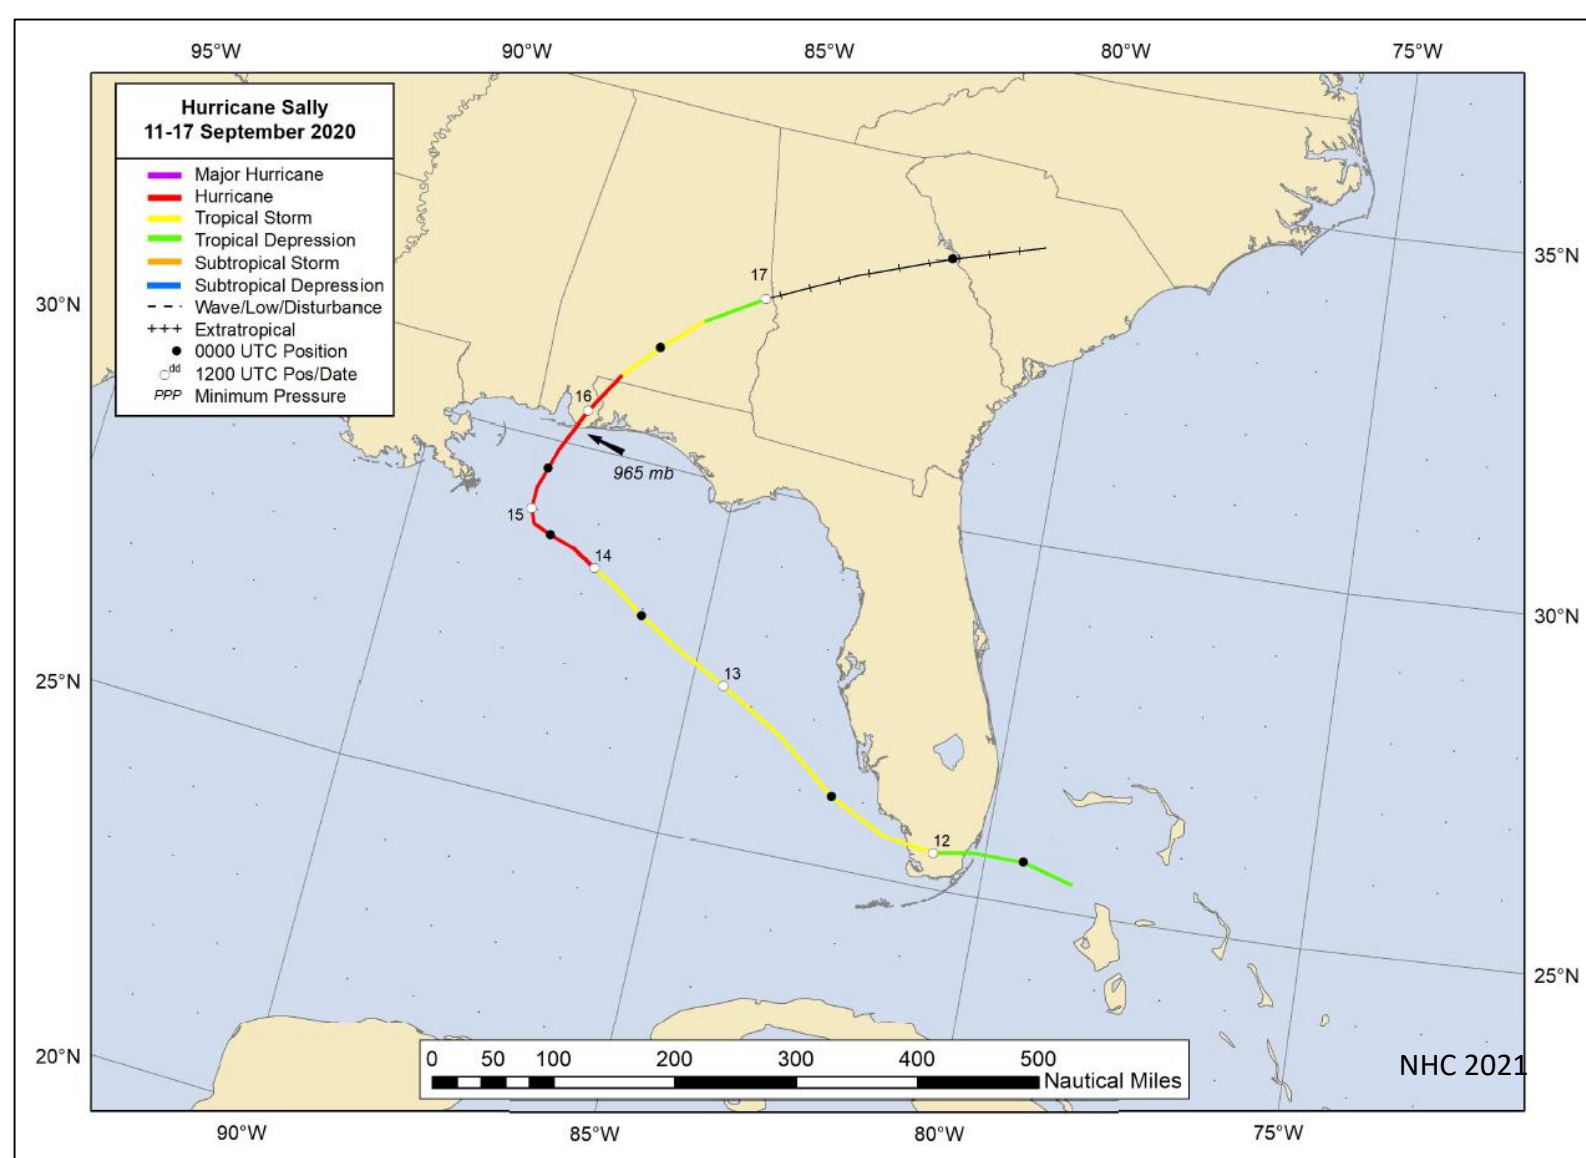 95°W 90°W 85°W 80°W 75°W
Hurricane Sally
11-17 September 2020
Major Hurricane
Hurricane
Tropical Storm
Tropical Depression
Subtropical Storm
Subtropical Depression
Wave/Low/Disturbance
+++ Extratropical
0000 UTC Position
dd 1200 UTC Pos/Date
PPP Minimum Pressure
35°N
30°N
17
16
965 mb
15
14
30°N
25°N
13
12
25°N
20°N
0 50 100 200 300 400 500
Nautical Miles
NHC 2021
90°W 85°W 80°W 75°W